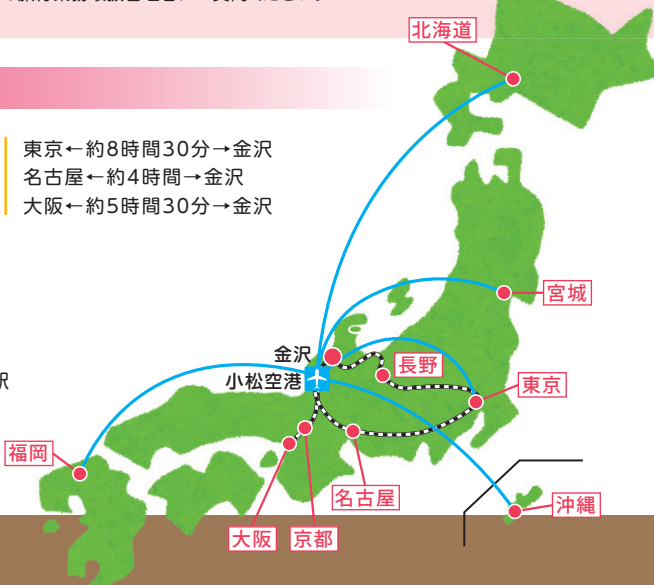 北海道
東京←約8時間30分→金沢
名古屋←約4時間→金沢
大阪←約5時間30分→金沢
宮城
金沢
長野
小松空港
東京
駅
福岡
名古屋
沖縄
大阪
京都